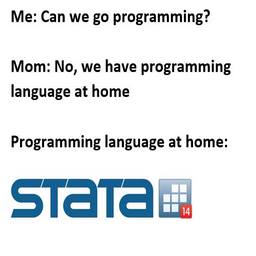 Me: Can we go programming?
Mom: No, we have programming
language at home
Programming language at home:
STATA 14